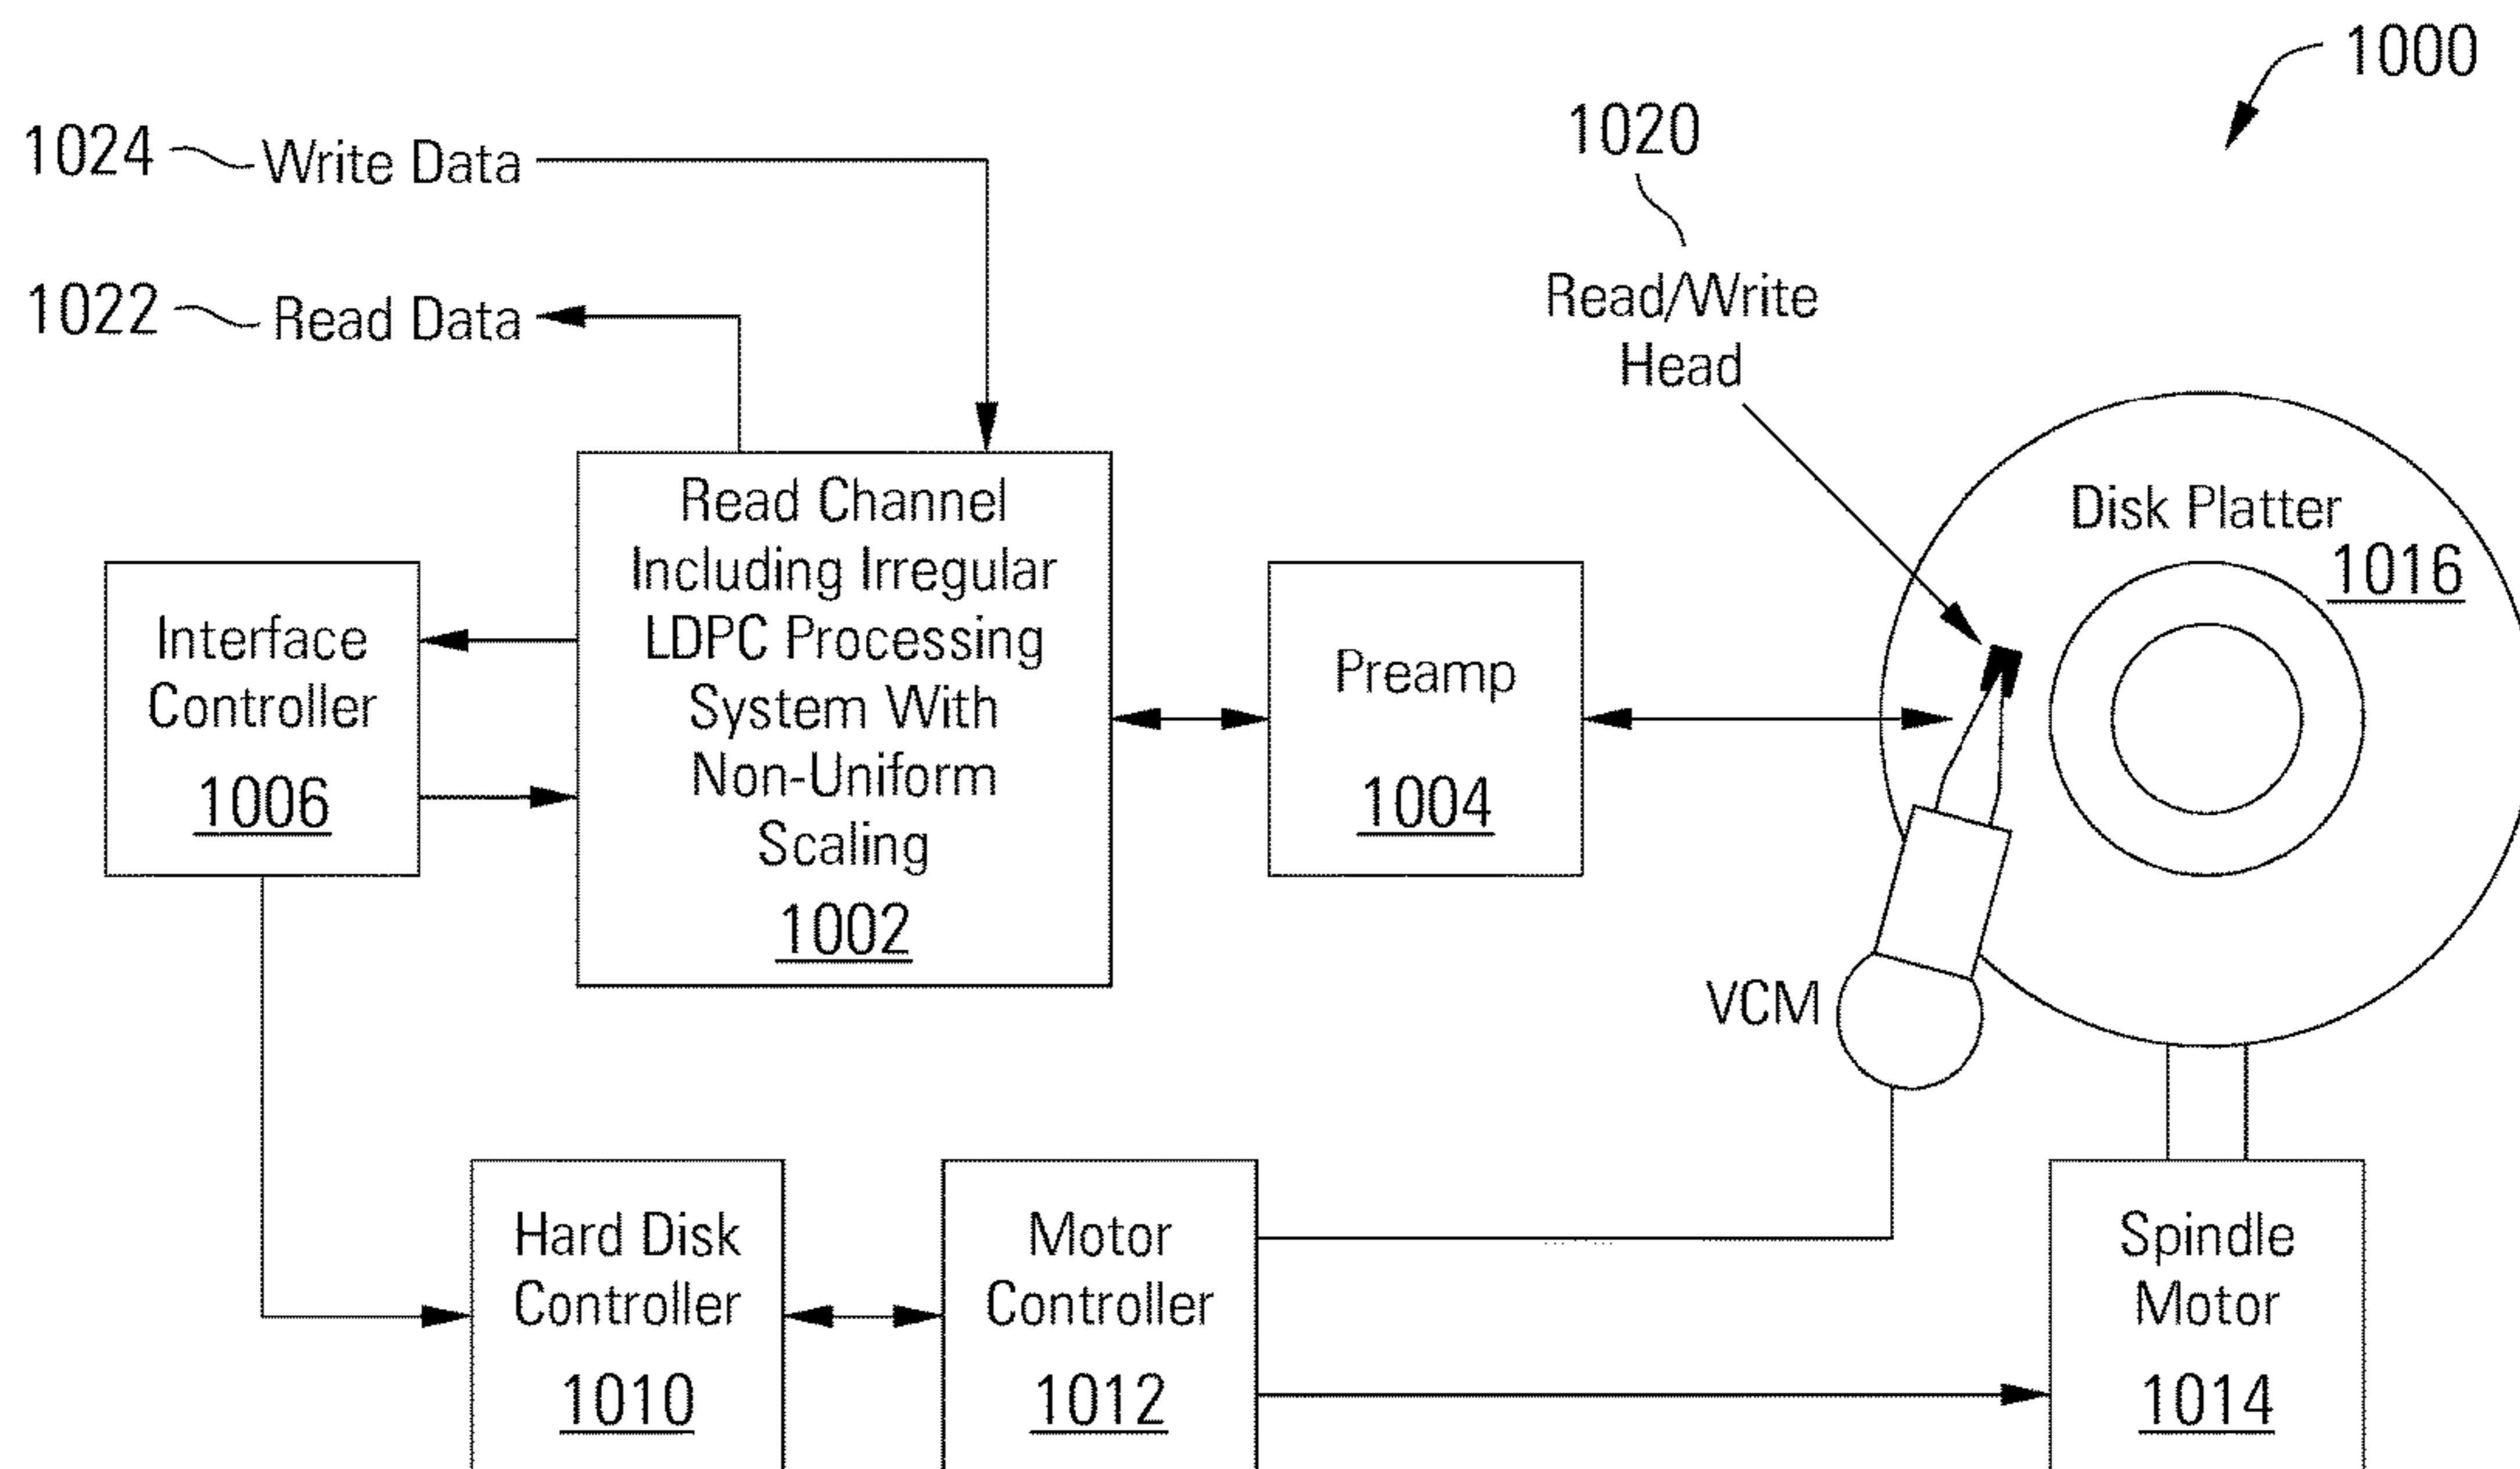 1000
1024 Write Data
1020
1022 Read Data
Read/Write
Head
Disk Platter
1016
Read Channel
Including Irregular
LDPC Processing
System With
Non-Uniform
Scaling
1002
Interface
Controller
1006
Preamp
1004
VCM
Hard Disk
Controller
1010
Motor
Controller
1012
Spindle
Motor
1014